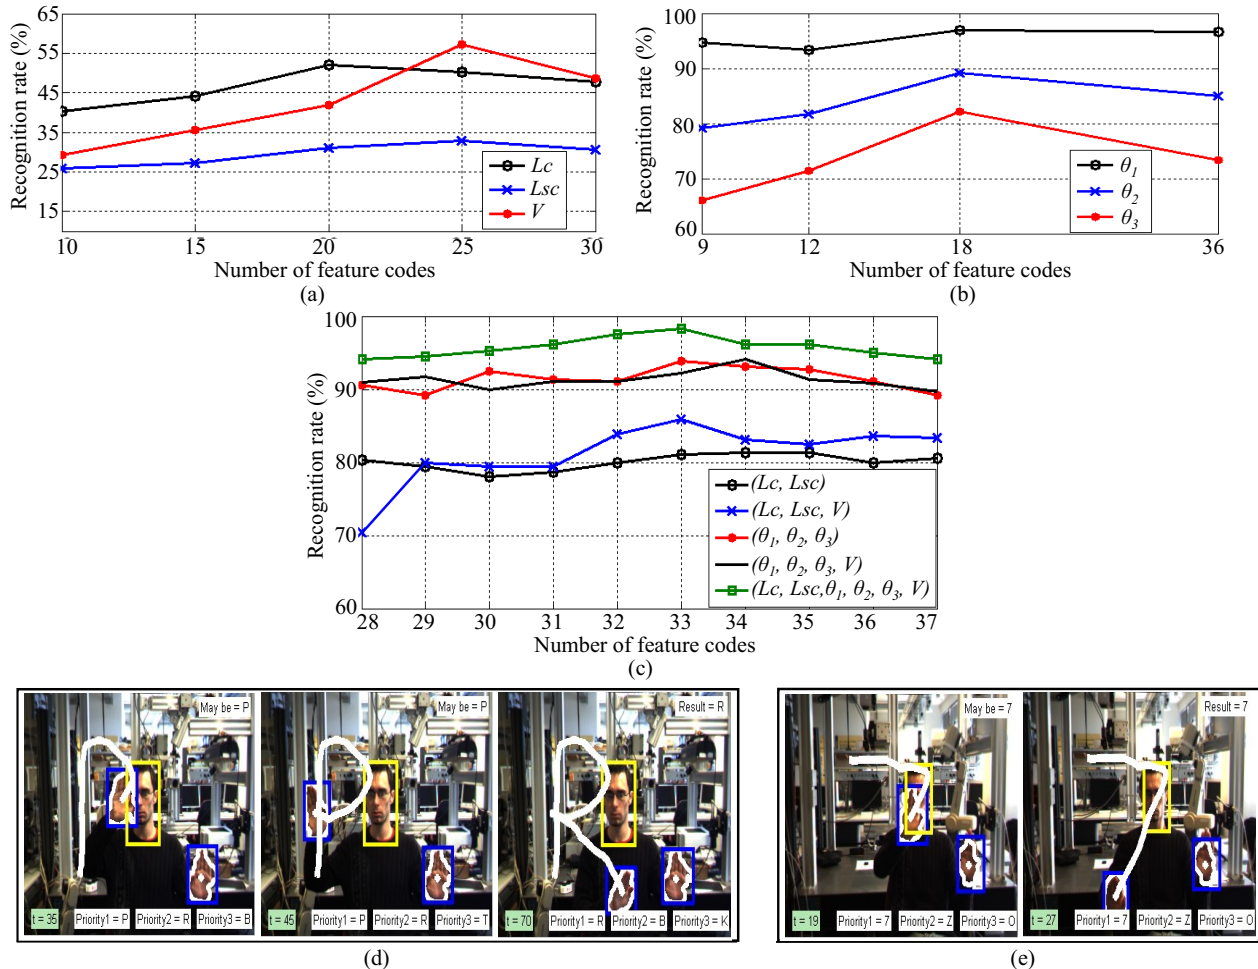 65
55
45
35
25
15
10 15 20 25 30
Recognition rate (%)
Number of feature codes
Lc
Lsc
V
(a)
100
90
80
70
60
9 12 18 36
Recognition rate (%)
Number of feature codes
θ1
θ2
θ3
(b)
100
90
80
70
60
28 29 30 31 32 33 34 35 36 37
Recognition rate (%)
Number of feature codes
(Lc, Lsc)
(Lc, Lsc, V)
(θ1, θ2, θ3)
(θ1, θ2, θ3, V)
(Lc, Lsc,θ1, θ2, θ3, V)
(c)
May be = P
t = 35 Priority1 = P Priority2 = R Priority3 = B
May be = P
t = 45 Priority1 = P Priority2 = R Priority3 = T
Result = R
t = 70 Priority1 = R Priority2 = B Priority3 = K
(d)
May be = 7
t = 19 Priority1 = 7 Priority2 = Z Priority3 = O
Result = 7
t = 27 Priority1 = 7 Priority2 = Z Priority3 = O
(e)